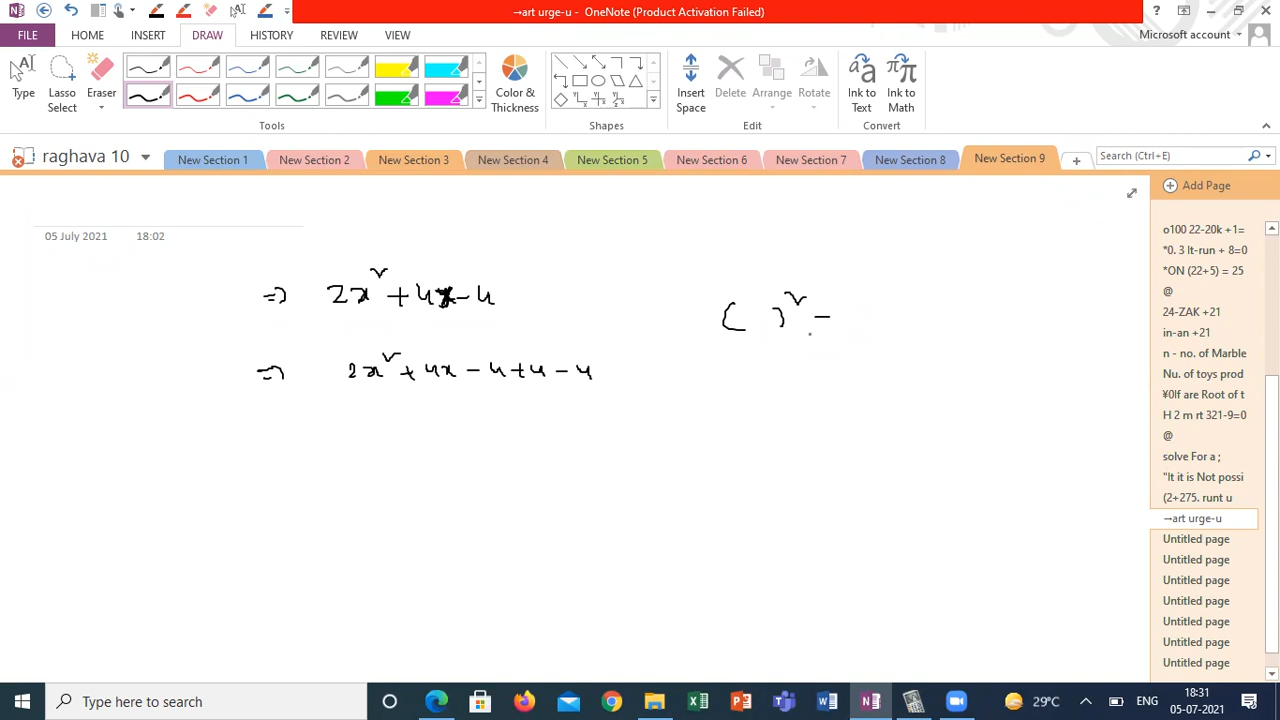 →art urge-u - OneNote (Product Activation Failed)
?
FILE HOME INSERT DRAW HISTORY REVIEW VIEW
Microsoft account
Type
Lasso Select
Eraser
Color & Thickness
Insert Space
Delete
Arrange
Rotate
Ink to Text
Ink to Math
Tools
Shapes
Edit
Convert
raghava 10
New Section 1
New Section 2
New Section 3
New Section 4
New Section 5
New Section 6
New Section 7
New Section 8
New Section 9
Search (Ctrl+E)
Add Page
05 July 2021 18:02
⇒ 2x² + 4x - 4
( )² -
⇒ 2x² + 4x - 4 + 4 - 4
o100 22-20k +1=
*0. 3 lt-run + 8=0
*ON (22+5) = 25
@
24-ZAK +21
in-an +21
n - no. of Marble
Nu. of toys prod
¥0lf are Root of t
H 2 m rt 321-9=0
@
solve For a ;
"It it is Not possi
(2+275. runt u
→art urge-u
Untitled page
Untitled page
Untitled page
Untitled page
Untitled page
Untitled page
Untitled page
Type here to search
29°C
ENG
18:31
05-07-2021